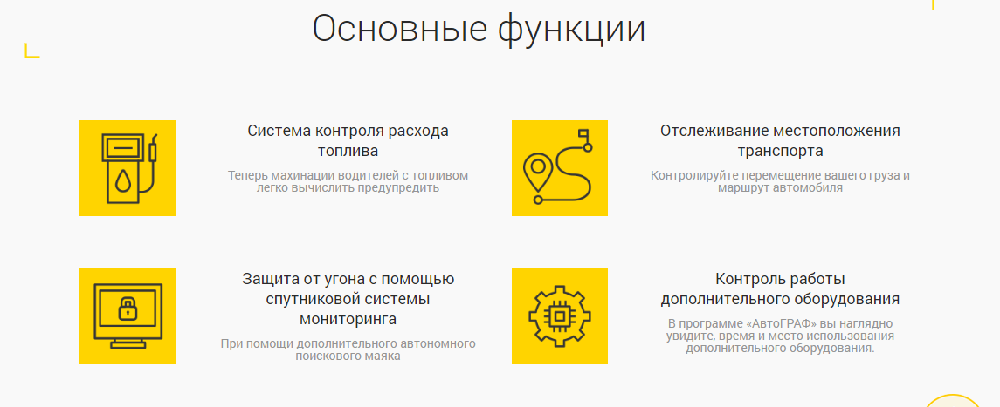 Основные функции
Система контроля расхода
топлива
Теперь махинации водителей с топливом
легко вычислить предупредить
Отслеживание местоположения
транспорта
Контролируйте перемещение вашего груза и
маршрут автомобиля
Защита от угона с помощью
спутниковой системы
мониторинга
При помощи дополнительного автономного
поискового маяка
Контроль работы
дополнительного оборудования
В программе «АвтоГРАФ» вы наглядно
увидите, время и место использования
дополнительного оборудования.